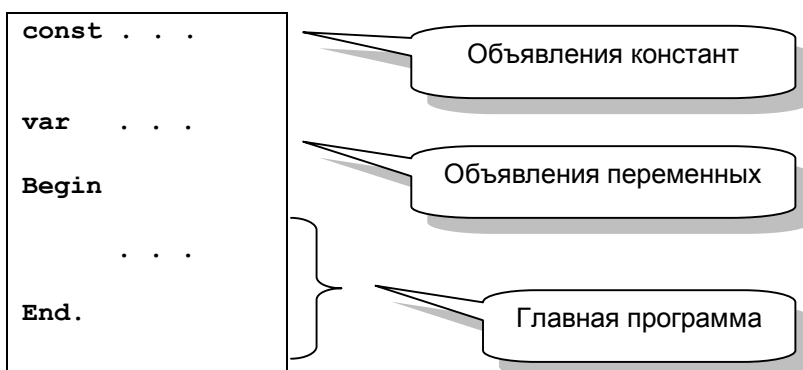 const . . .
Объявления констант
var . . .
Объявления переменных
Begin
. . .
End.
Главная программа